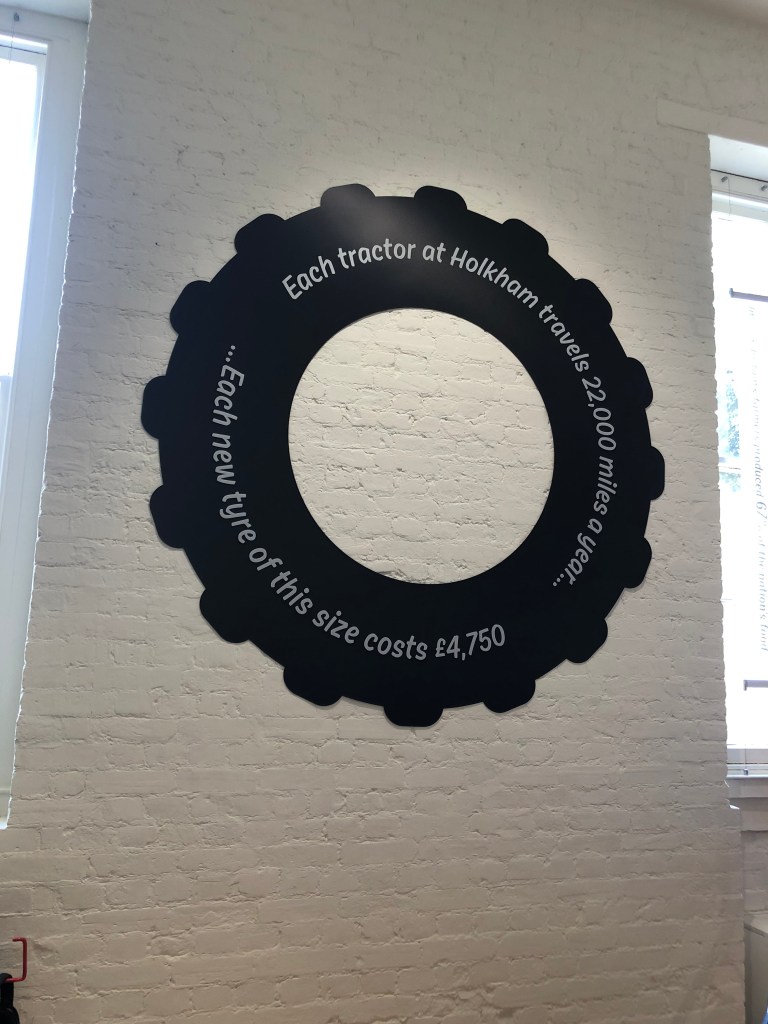 Each tractor at Holkham travels 22,000 miles a year...
...Each new tyre of this size costs £4,750